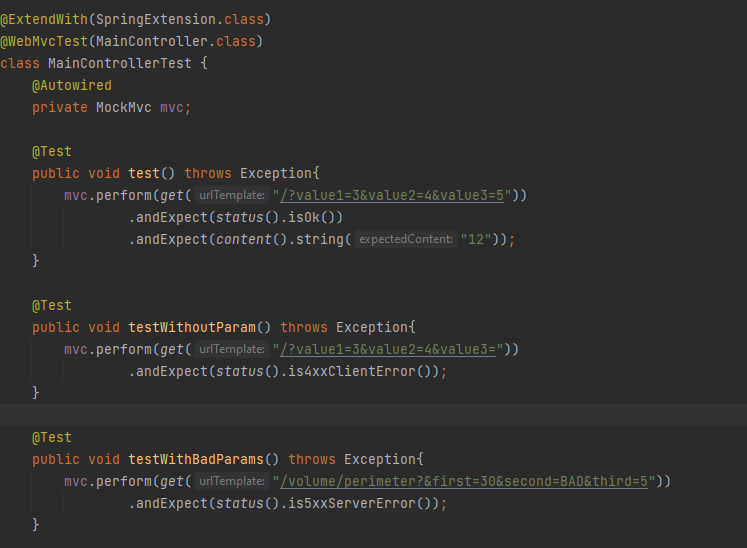 @ExtendWith(SpringExtension.class)
@WebMvcTest(MainController.class)
class MainControllerTest {
@Autowired
private MockMvc mvc;
@Test
public void test() throws Exception{
mvc.perform(get( urlTemplate: "/?value1=3&value2=4&value3=5"))
.andExpect(status().isOk())
.andExpect(content().string( expectedContent: "12"));
}
@Test
public void testWithoutParam() throws Exception{
mvc.perform(get( urlTemplate: "/?value1=3&value2=4&value3="))
.andExpect(status().is4xxClientError());
}
@Test
public void testWithBadParams() throws Exception{
mvc.perform(get( urlTemplate: "/volume/perimeter?&first=30&second=BAD&third=5"))
.andExpect(status().is5xxServerError());
}